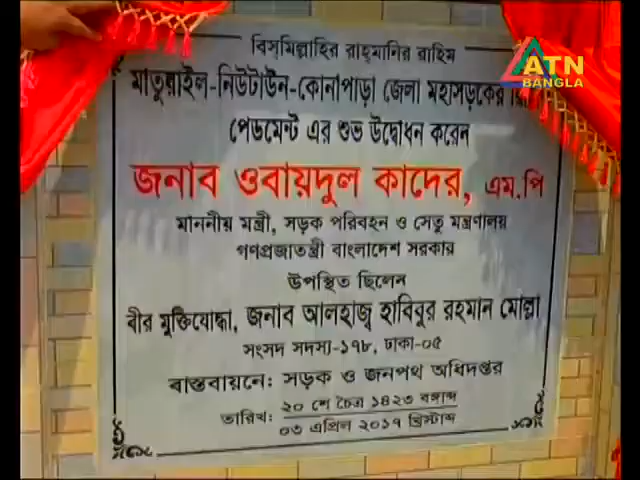 বিস্‌মিল্লাহির রাহ্‌মানির রাহিম
মাতুয়াইল-নিউটাউন-কোনাপাড়া জেলা মহাসড়কের
পেভমেন্ট এর শুভ উদ্বোধন করেন
জনাব ওবায়দুল কাদের, এম.পি
মাননীয় মন্ত্রী, সড়ক পরিবহন ও সেতু মন্ত্রণালয়
গণপ্রজাতন্ত্রী বাংলাদেশ সরকার
উপস্থিত ছিলেন
বীর মুক্তিযোদ্ধা, জনাব আলহাজ্ব হাবিবুর রহমান মোল্লা
সংসদ সদস্য-১৭৮, ঢাকা-০৫
বাস্তবায়নে: সড়ক ও জনপথ অধিদপ্তর
তারিখ: ২০ শে চৈত্র ১৪২৩ বঙ্গাব্দ
০৩ এপ্রিল ২০১৭ খ্রিস্টাব্দ
ATN
BANGLA